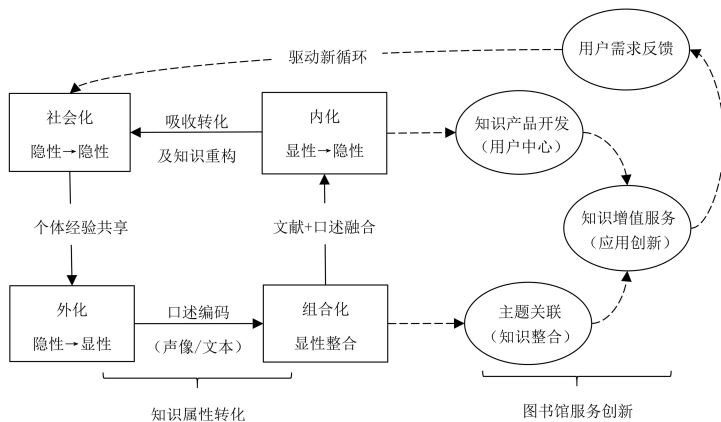 用户需求反馈
驱动新循环
社会化
隐性→隐性
吸收转化
及知识重构
内化
显性→隐性
知识产品开发
（用户中心）
个体经验共享
文献+口述融合
知识增值服务
（应用创新）
外化
隐性→显性
口述编码
（声像/文本）
组合化
显性整合
主题关联
（知识整合）
知识属性转化
图书馆服务创新